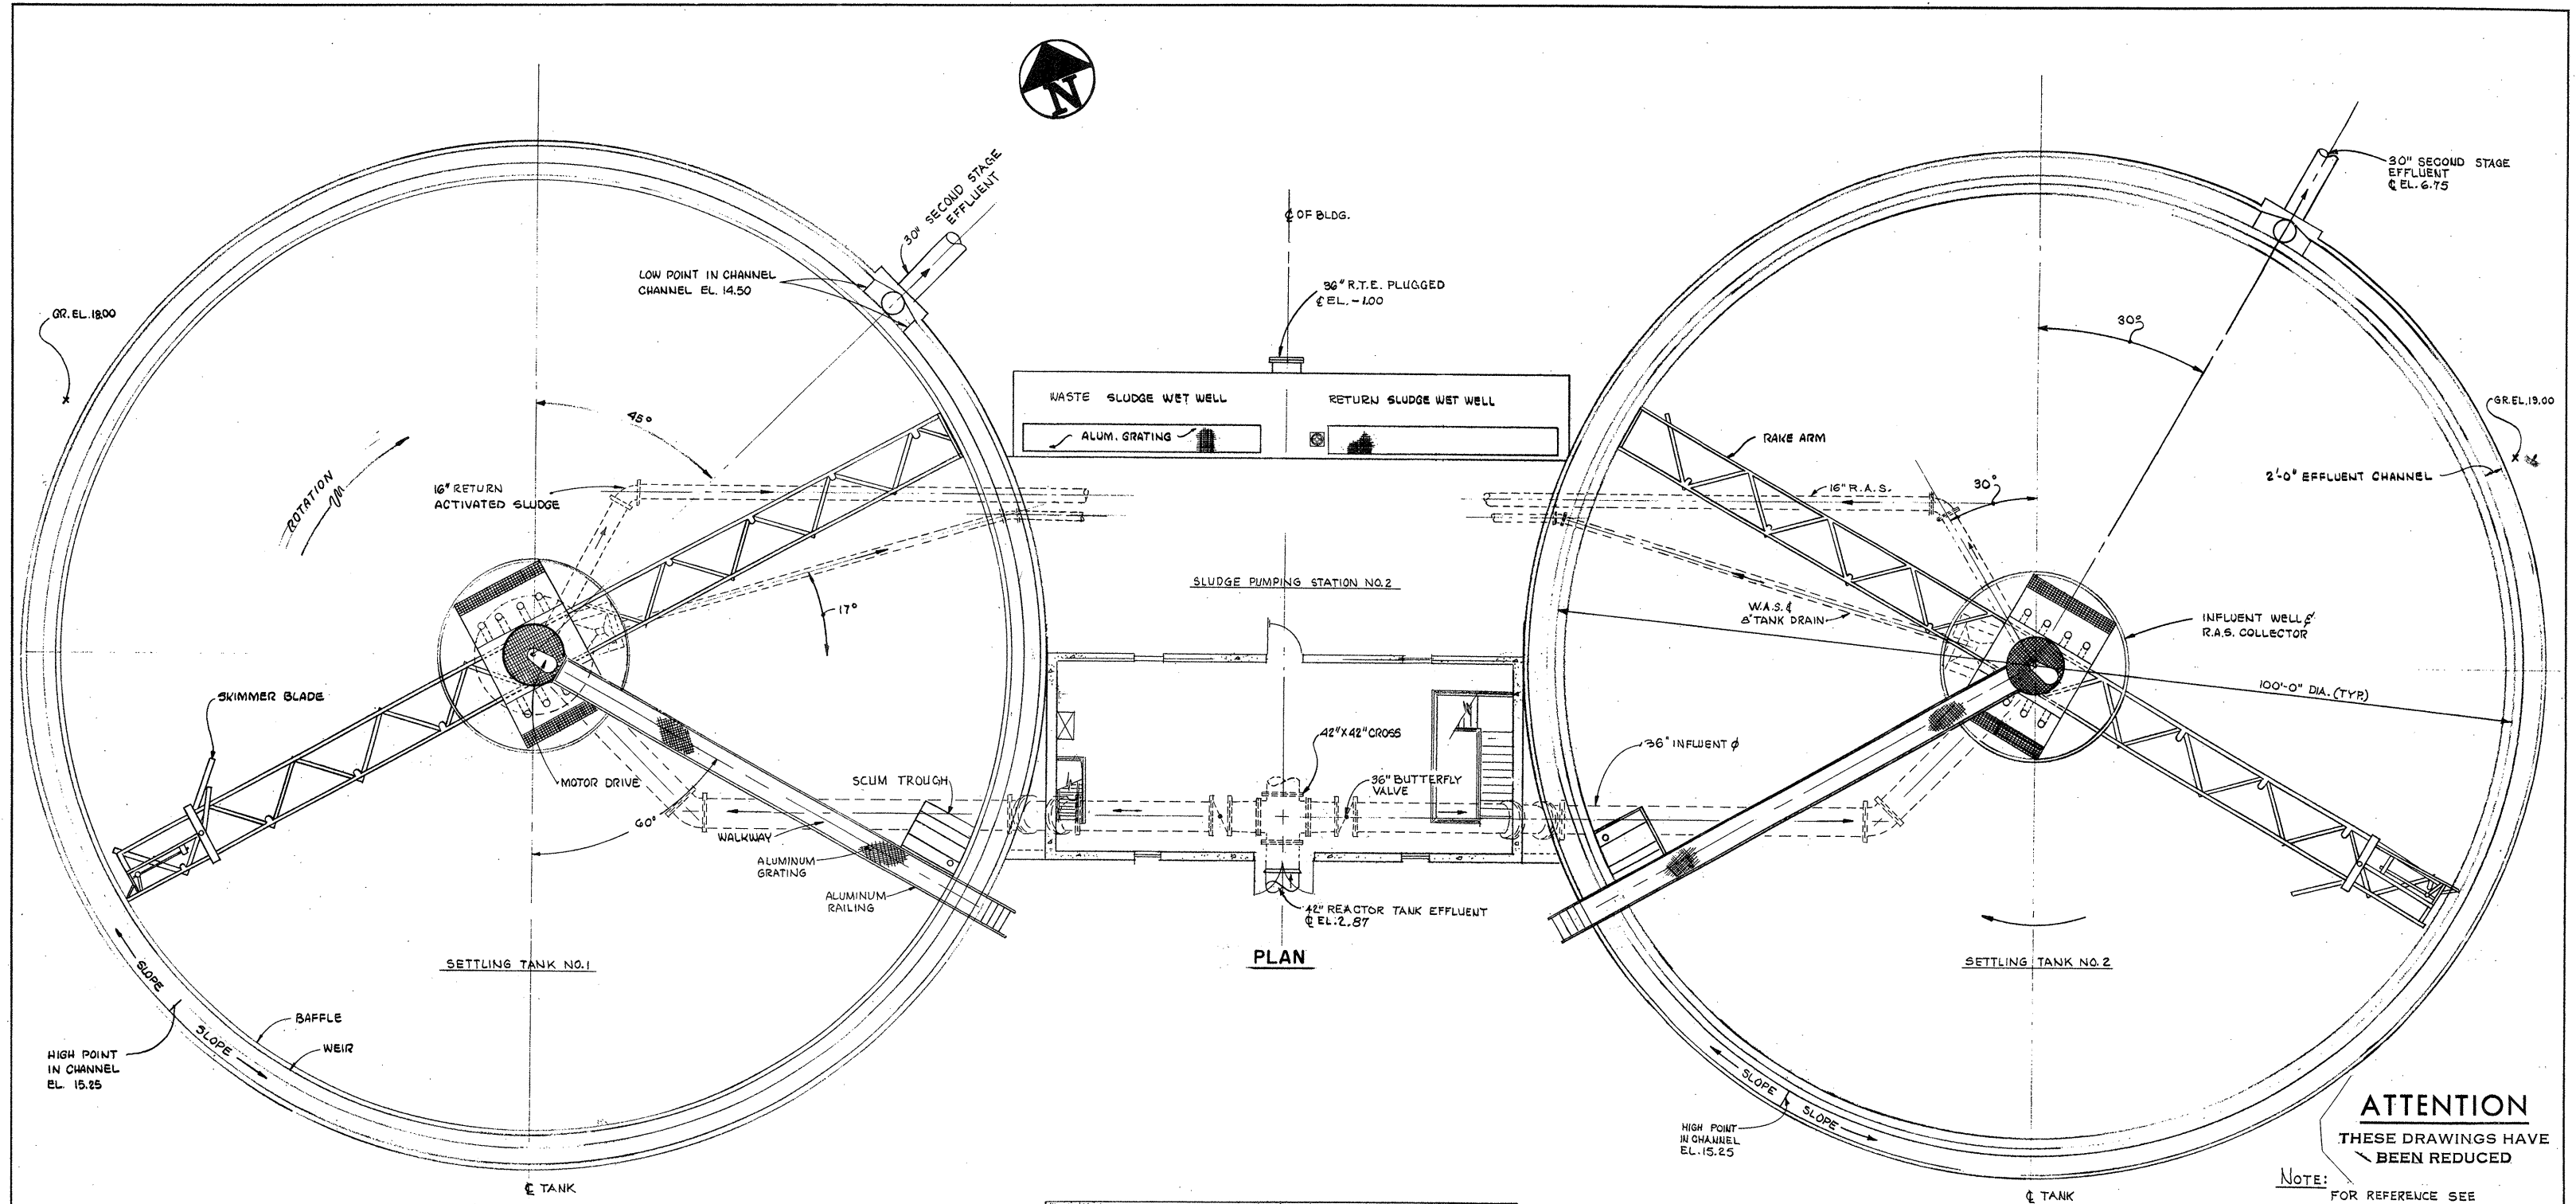 N
30" SECOND STAGE
EFFLUENT
30" SECOND STAGE
EFFLUENT
℄ EL. 6.75
℄ OF BLDG.
LOW POINT IN CHANNEL
CHANNEL EL. 14.50
36" R.T.E. PLUGGED
℄ EL. -1.00
GR. EL. 18.00
30°
45°
WASTE SLUDGE WET WELL
RETURN SLUDGE WET WELL
ALUM. GRATING
RAKE ARM
GR. EL. 19.00
2'-0" EFFLUENT CHANNEL
ROTATION
16" RETURN
ACTIVATED SLUDGE
16" R.A.S.
30°
SLUDGE PUMPING STATION NO.2
17°
W.A.S. &
8" TANK DRAIN
INFLUENT WELL &
R.A.S. COLLECTOR
100'-0" DIA. (TYP.)
SKIMMER BLADE
MOTOR DRIVE
SCUM TROUGH
42"X42" CROSS
36" BUTTERFLY
VALVE
36" INFLUENT
60°
WALKWAY
ALUMINUM
GRATING
ALUMINUM
RAILING
42" REACTOR TANK EFFLUENT
℄ EL. 2.87
PLAN
SETTLING TANK NO.1
SETTLING TANK NO. 2
SLOPE
BAFFLE
WEIR
SLOPE
HIGH POINT
IN CHANNEL
EL. 15.25
SLOPE
SLOPE
HIGH POINT
IN CHANNEL
EL. 15.25
ATTENTION
THESE DRAWINGS HAVE
BEEN REDUCED
NOTE:
FOR REFERENCE SEE
℄ TANK
℄ TANK